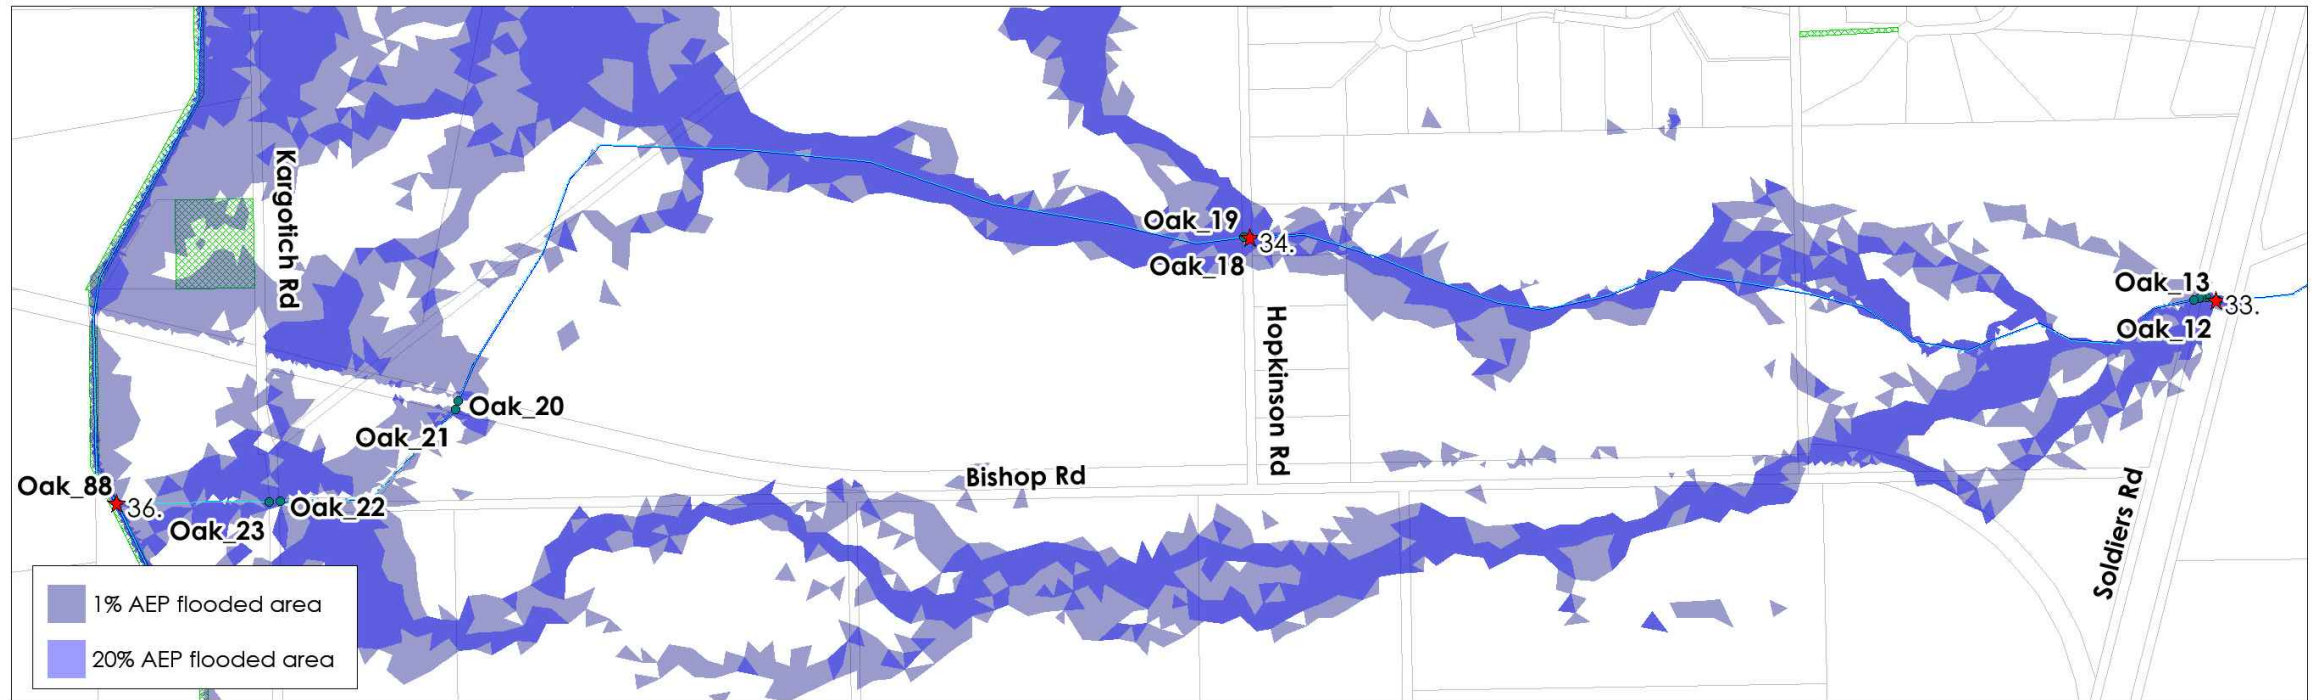 Kargotich Rd
Oak_19
34.
Oak_18
Oak_13
33.
Oak_12
Hopkinson Rd
Oak_20
Oak_21
Bishop Rd
Oak_88
36.
Oak_22
Oak_23
Soldiers Rd
1% AEP flooded area
20% AEP flooded area